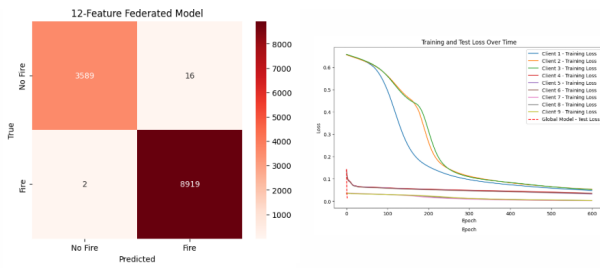 12-Feature Federated Model
No Fire
Fire
True
3589
16
2
8919
No Fire
Fire
Predicted
8000
7000
6000
5000
4000
3000
2000
1000
Training and Test Loss Over Time
Loss
0.6
0.5
0.4
0.3
0.2
0.1
0.0
0
100
200
300
400
500
600
Epoch
Epoch
Client 1 - Training Loss
Client 2 - Training Loss
Client 3 - Training Loss
Client 4 - Training Loss
Client 5 - Training Loss
Client 6 - Training Loss
Client 7 - Training Loss
Client 8 - Training Loss
Client 9 - Training Loss
Global Model - Test Loss